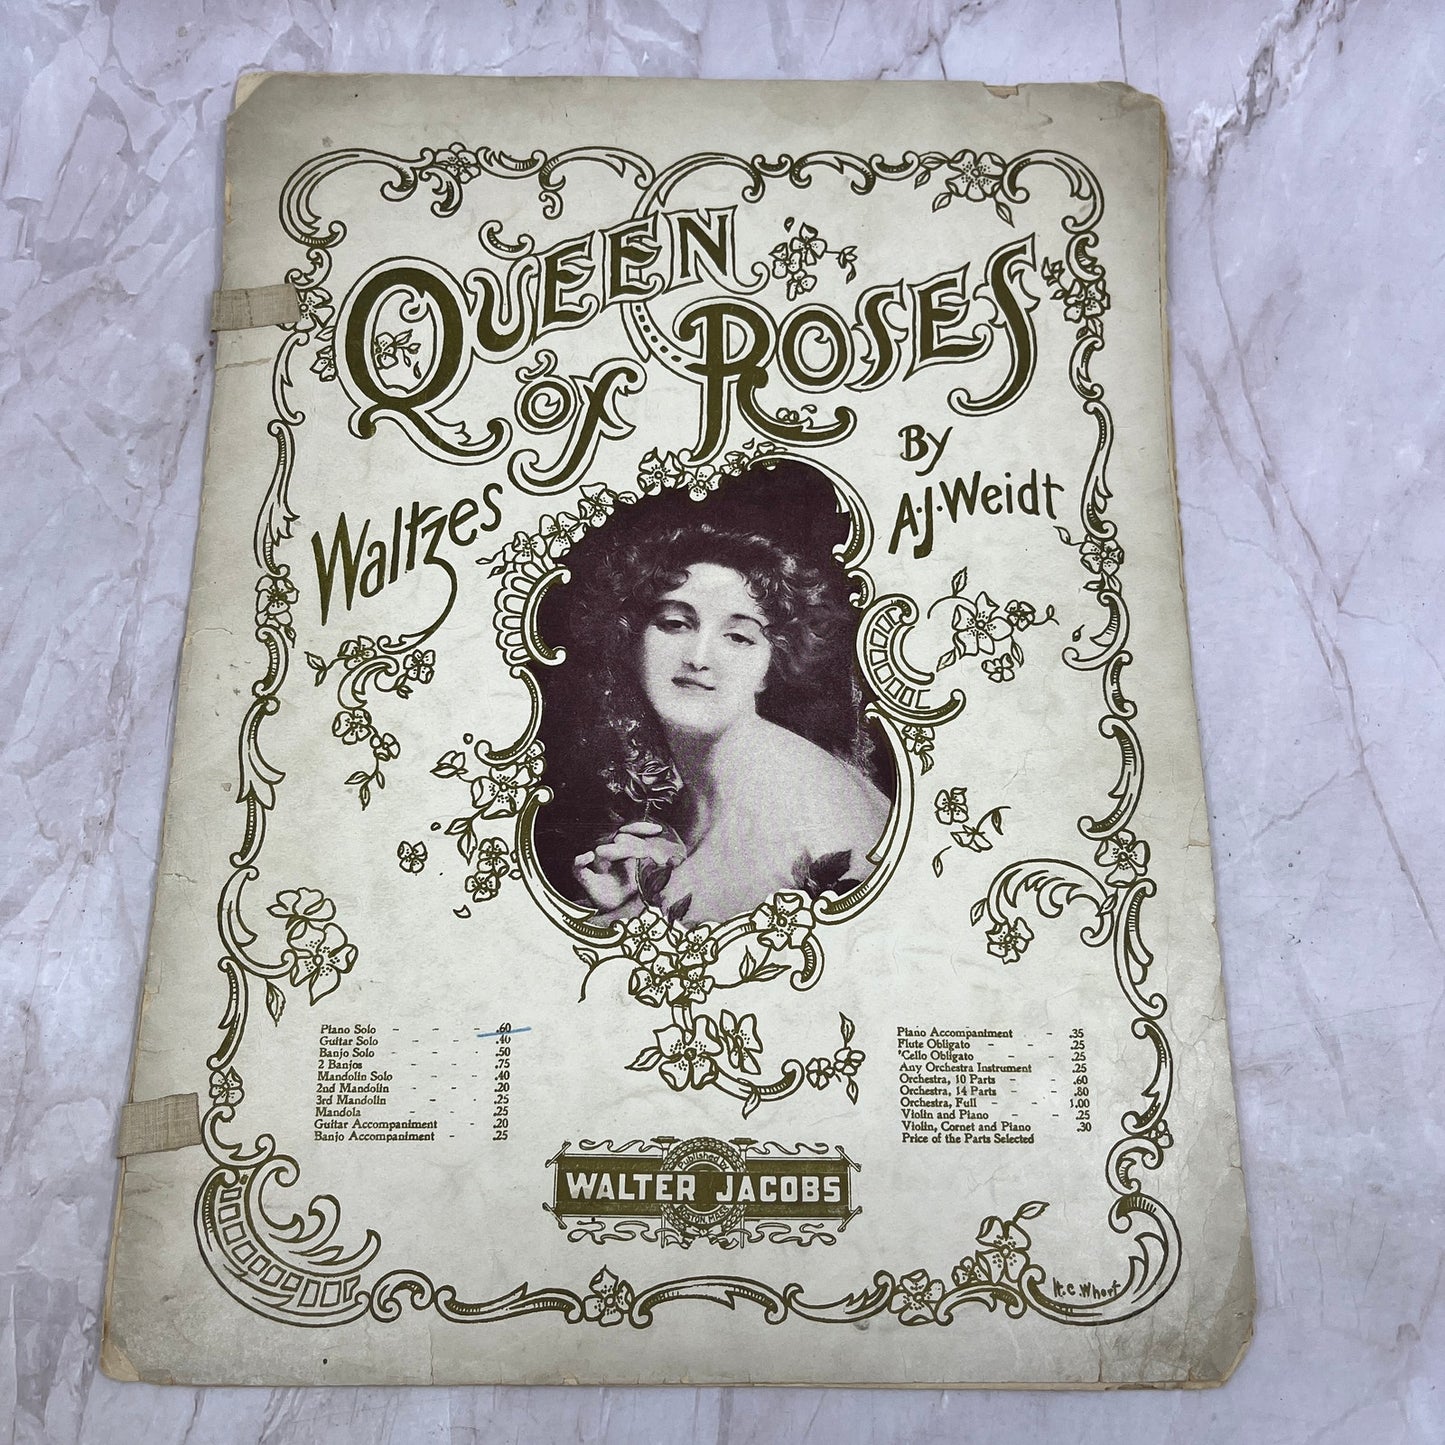 QUEEN
OF ROSES
Waltzes
By
A.J. Weidt
Piano Solo - - - .60
Guitar Solo - - - .40
Banjo Solo - - - .50
2 Banjos - - - .75
Mandolin Solo - - - .40
2nd Mandolin - - - .20
3rd Mandolin - - - .25
Mandola - - - .25
Guitar Accompaniment - .20
Banjo Accompaniment - .25
Piano Accompaniment - .35
Flute Obligato - - .25
'Cello Obligato - - .25
Any Orchestra Instrument .25
Orchestra, 10 Parts - - .60
Orchestra, 14 Parts - - .80
Orchestra, Full - - - 1.00
Violin and Piano - - .25
Violin, Cornet and Piano .30
Price of the Parts Selected
Published by
WALTER JACOBS
BOSTON MASS.
H.C. Wharf